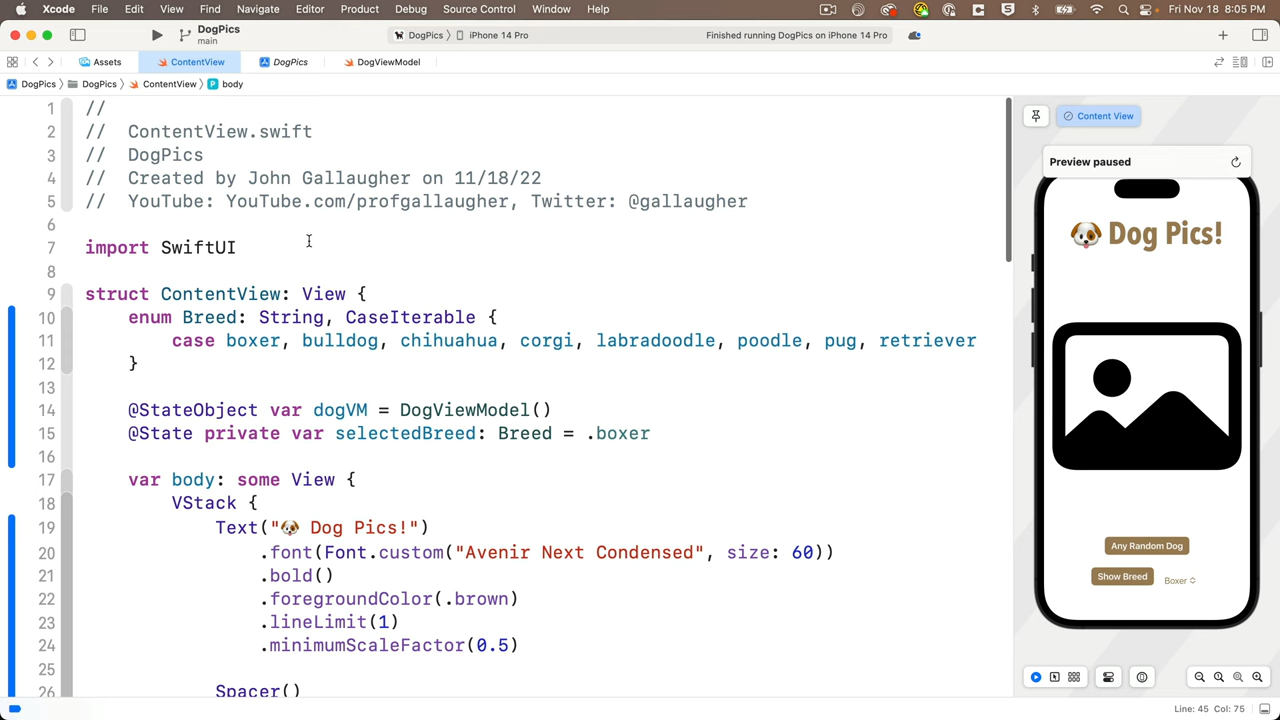 Xcode File Edit View Find Navigate Editor Product Debug Source Control Window Help Fri Nov 18 8:05 PM
DogPics
main
DogPics iPhone 14 Pro Finished running DogPics on iPhone 14 Pro
Assets ContentView DogPics DogViewModel
DogPics DogPics ContentView body
1 //
2 // ContentView.swift
3 // DogPics
4 // Created by John Gallaugher on 11/18/22
5 // YouTube: YouTube.com/profgallaugher, Twitter: @gallaugher
6
7 import SwiftUI
8
9 struct ContentView: View {
10 enum Breed: String, CaseIterable {
11 case boxer, bulldog, chihuahua, corgi, labradoodle, poodle, pug, retriever
12 }
13
14 @StateObject var dogVM = DogViewModel()
15 @State private var selectedBreed: Breed = .boxer
16
17 var body: some View {
18 VStack {
19 Text("🐶 Dog Pics!")
20 .font(Font.custom("Avenir Next Condensed", size: 60))
21 .bold()
22 .foregroundColor(.brown)
23 .lineLimit(1)
24 .minimumScaleFactor(0.5)
25
26 Spacer()
Content View
Preview paused
🐶 Dog Pics!
Any Random Dog
Show Breed Boxer
Line: 45 Col: 75